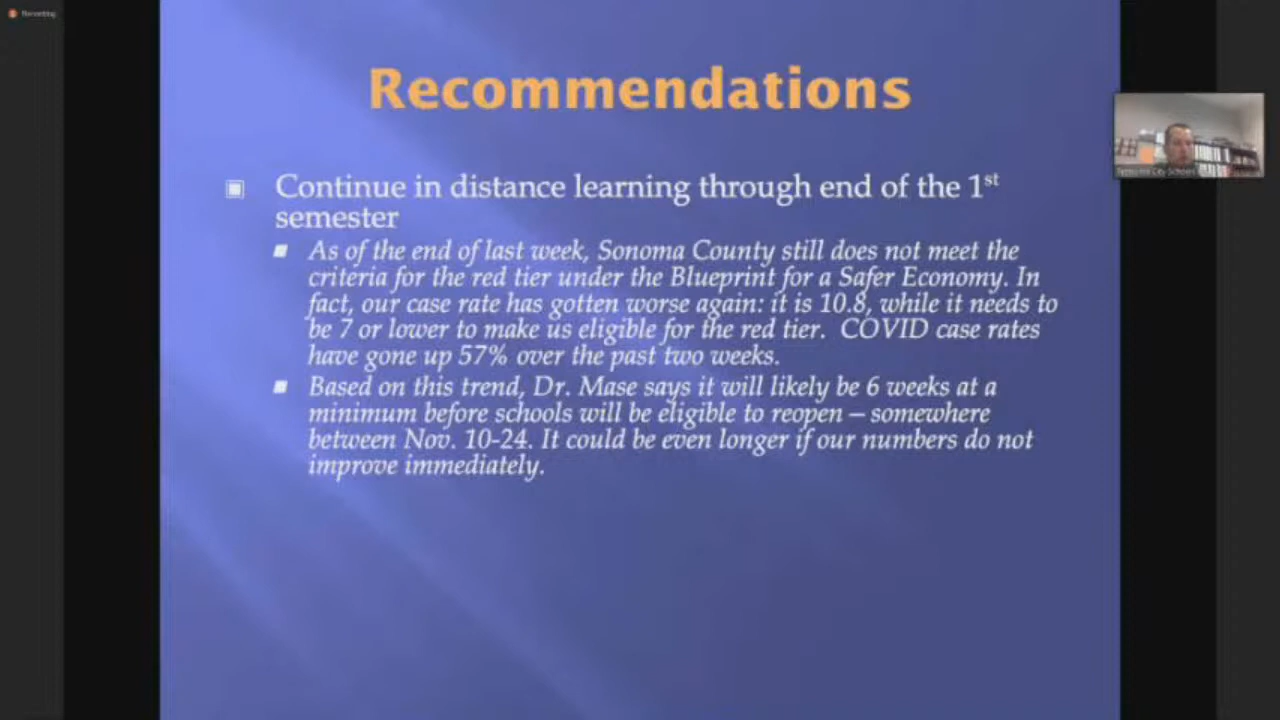 Recording
Recommendations
Continue in distance learning through end of the 1st
semester
As of the end of last week, Sonoma County still does not meet the
criteria for the red tier under the Blueprint for a Safer Economy. In
fact, our case rate has gotten worse again: it is 10.8, while it needs to
be 7 or lower to make us eligible for the red tier. COVID case rates
have gone up 57% over the past two weeks.
Based on this trend, Dr. Mase says it will likely be 6 weeks at a
minimum before schools will be eligible to reopen – somewhere
between Nov. 10-24. It could be even longer if our numbers do not
improve immediately.
City Schools